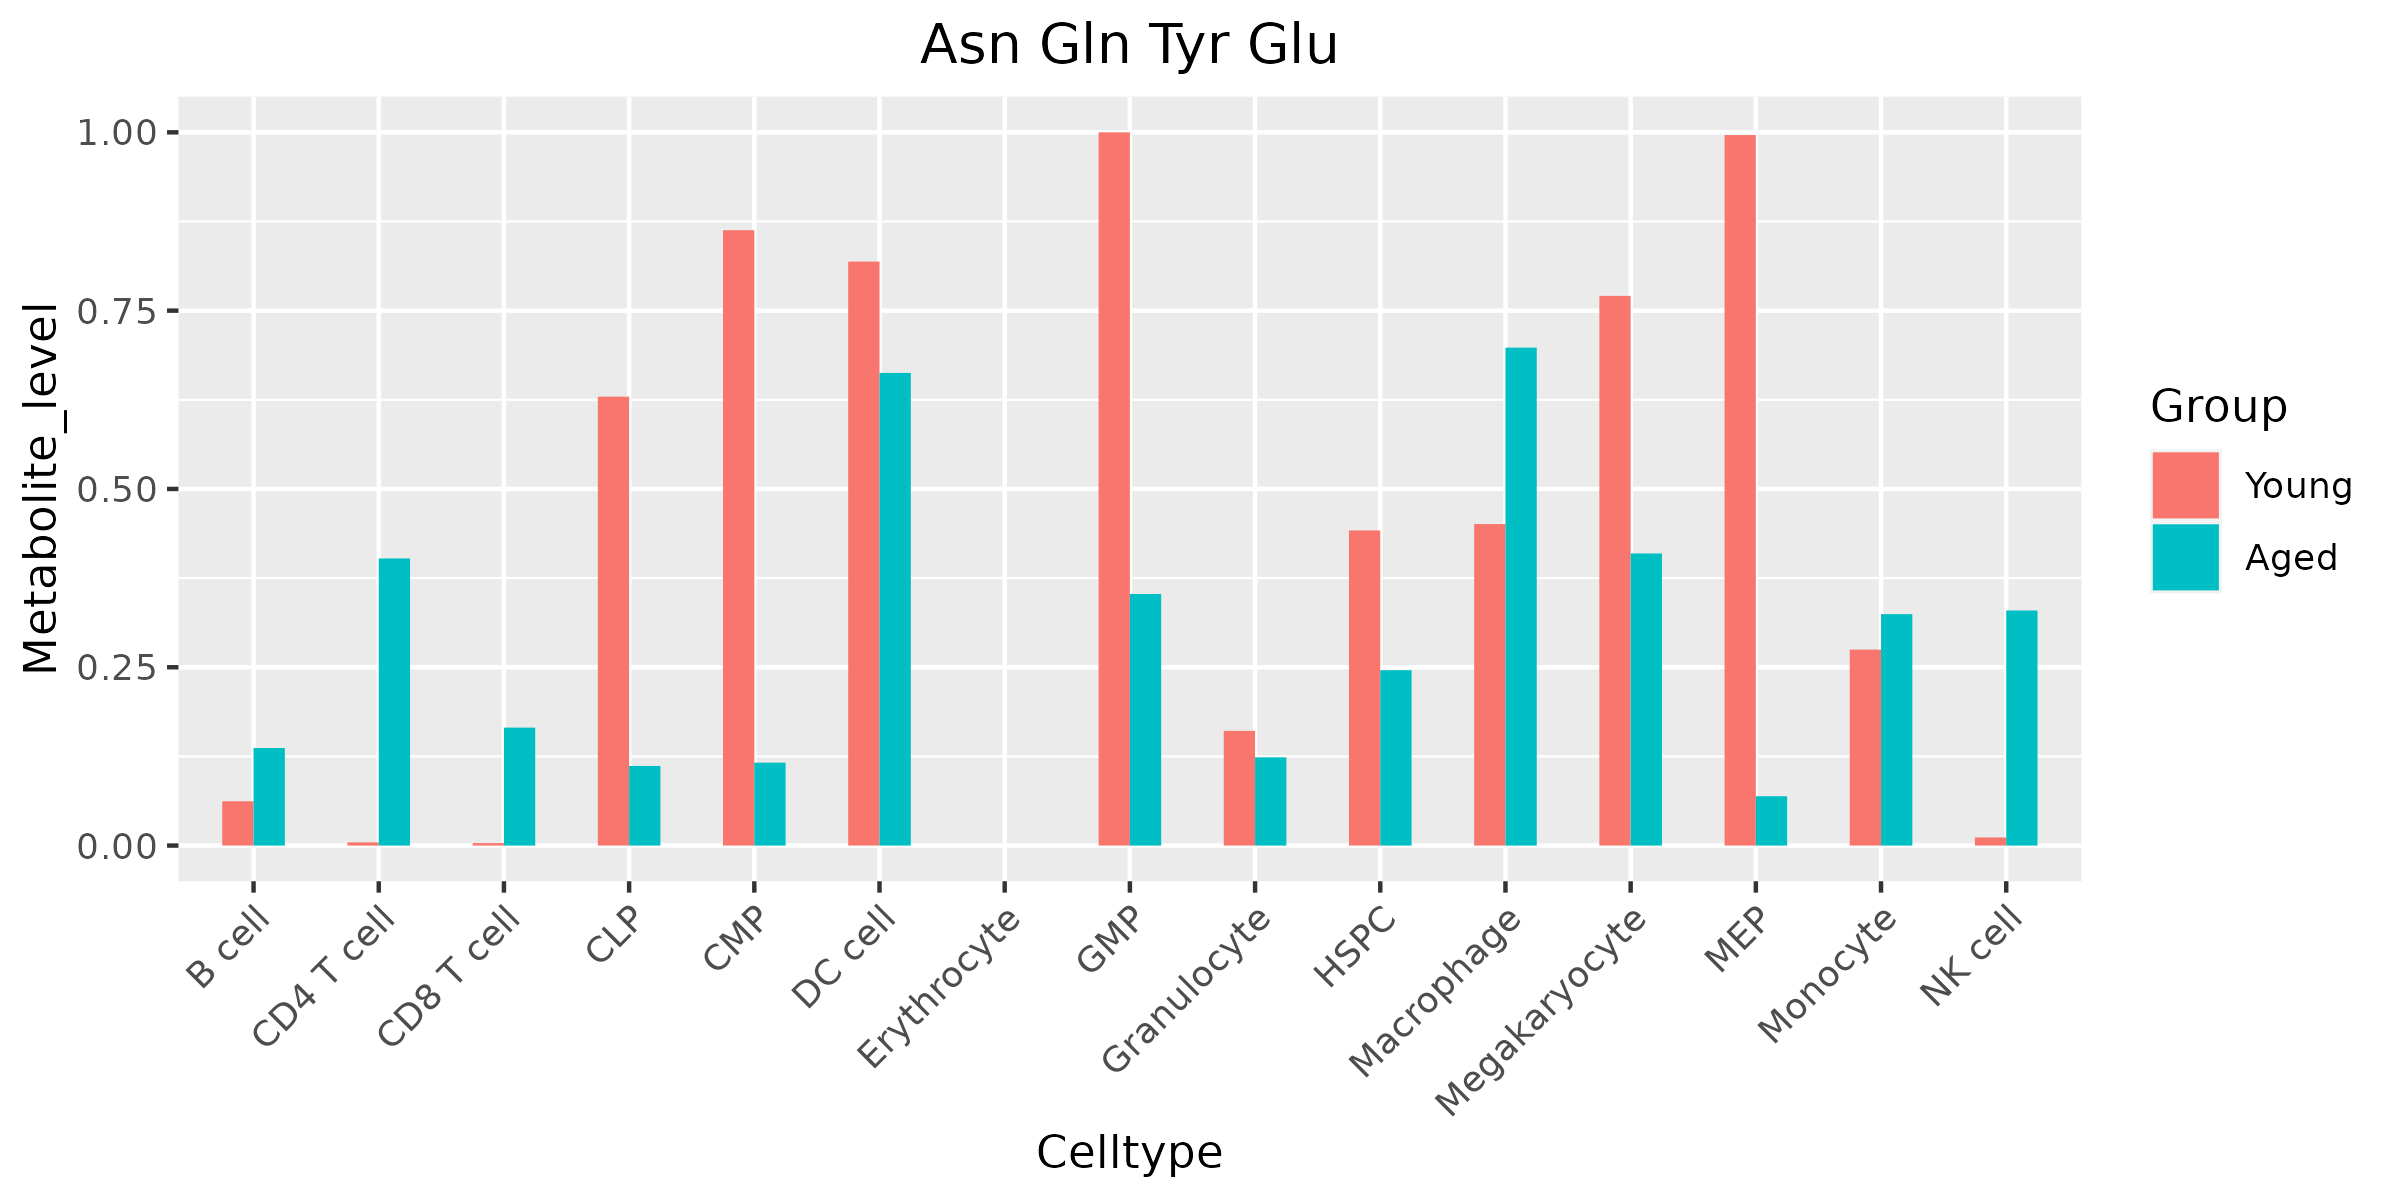 Asn Gln Tyr Glu
Metabolite_level
1.00
0.75
0.50
0.25
0.00
B cell
CD4 T cell
CD8 T cell
CLP
CMP
DC cell
Erythrocyte
GMP
Granulocyte
HSPC
Macrophage
Megakaryocyte
MEP
Monocyte
NK cell
Celltype
Group
Young
Aged